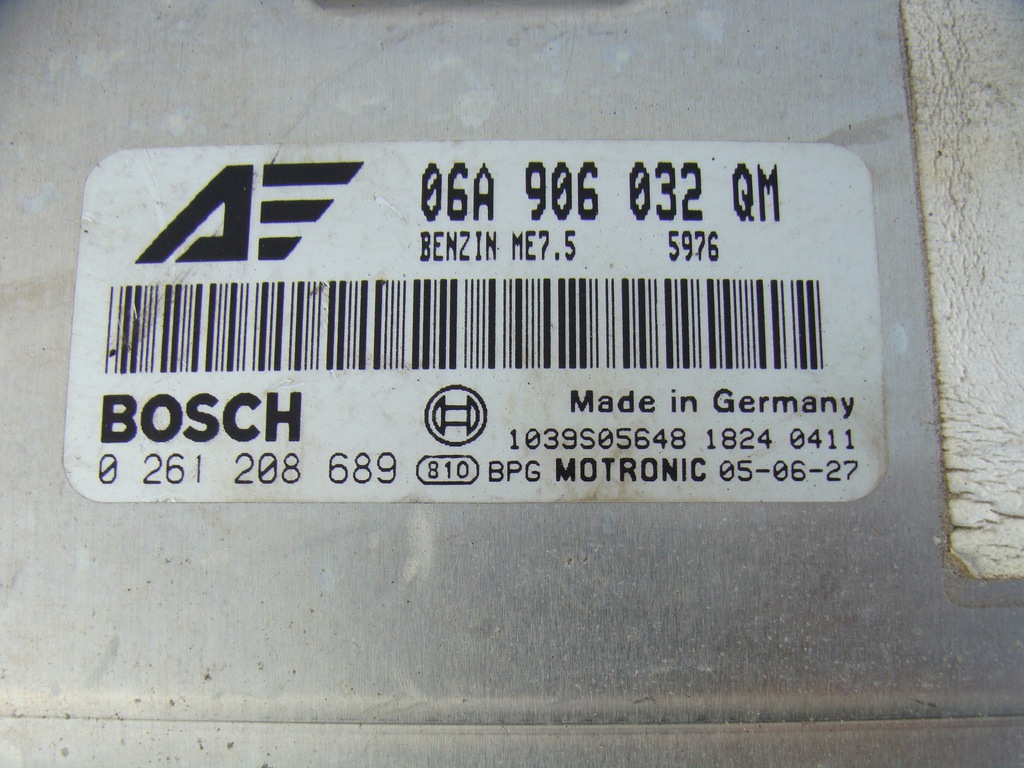 AF
06A 906 032 QM
BENZIN ME7.5 5976
BOSCH
Made in Germany
1039S05648 1824 0411
0 261 208 689 810 BPG MOTRONIC 05-06-27